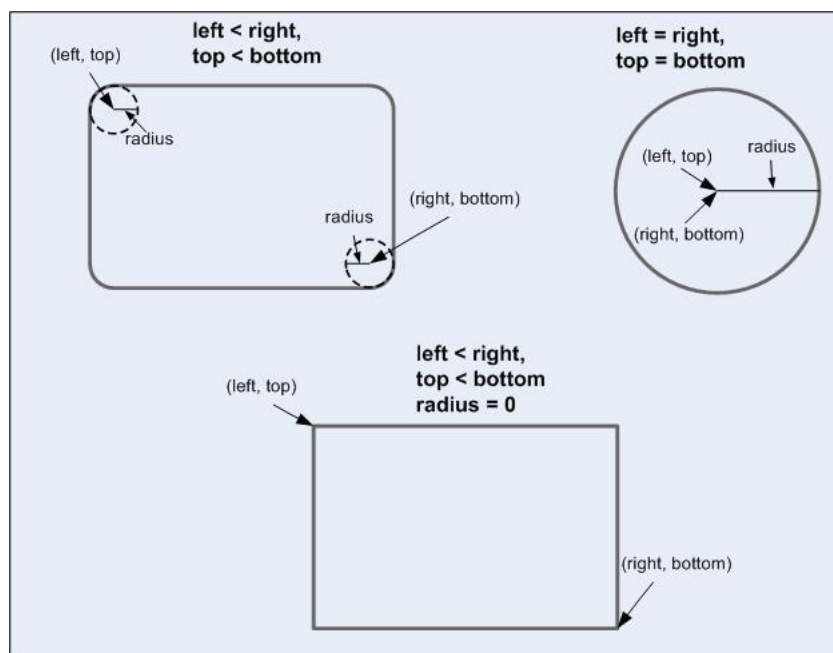 left < right,
top < bottom
(left, top)
radius
(right, bottom)
radius
left = right,
top = bottom
radius
(left, top)
(right, bottom)
left < right,
top < bottom
radius = 0
(left, top)
(right, bottom)